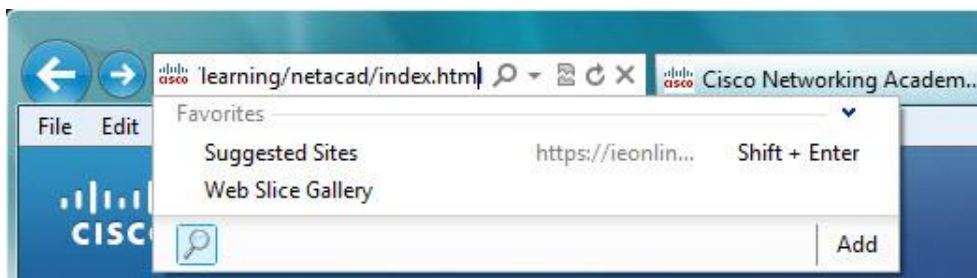 cisco learning/netacad/index.html Cisco Networking Academ...
File Edit Favorites
Suggested Sites https://ieonlin... Shift + Enter
Web Slice Gallery
CISC
Add